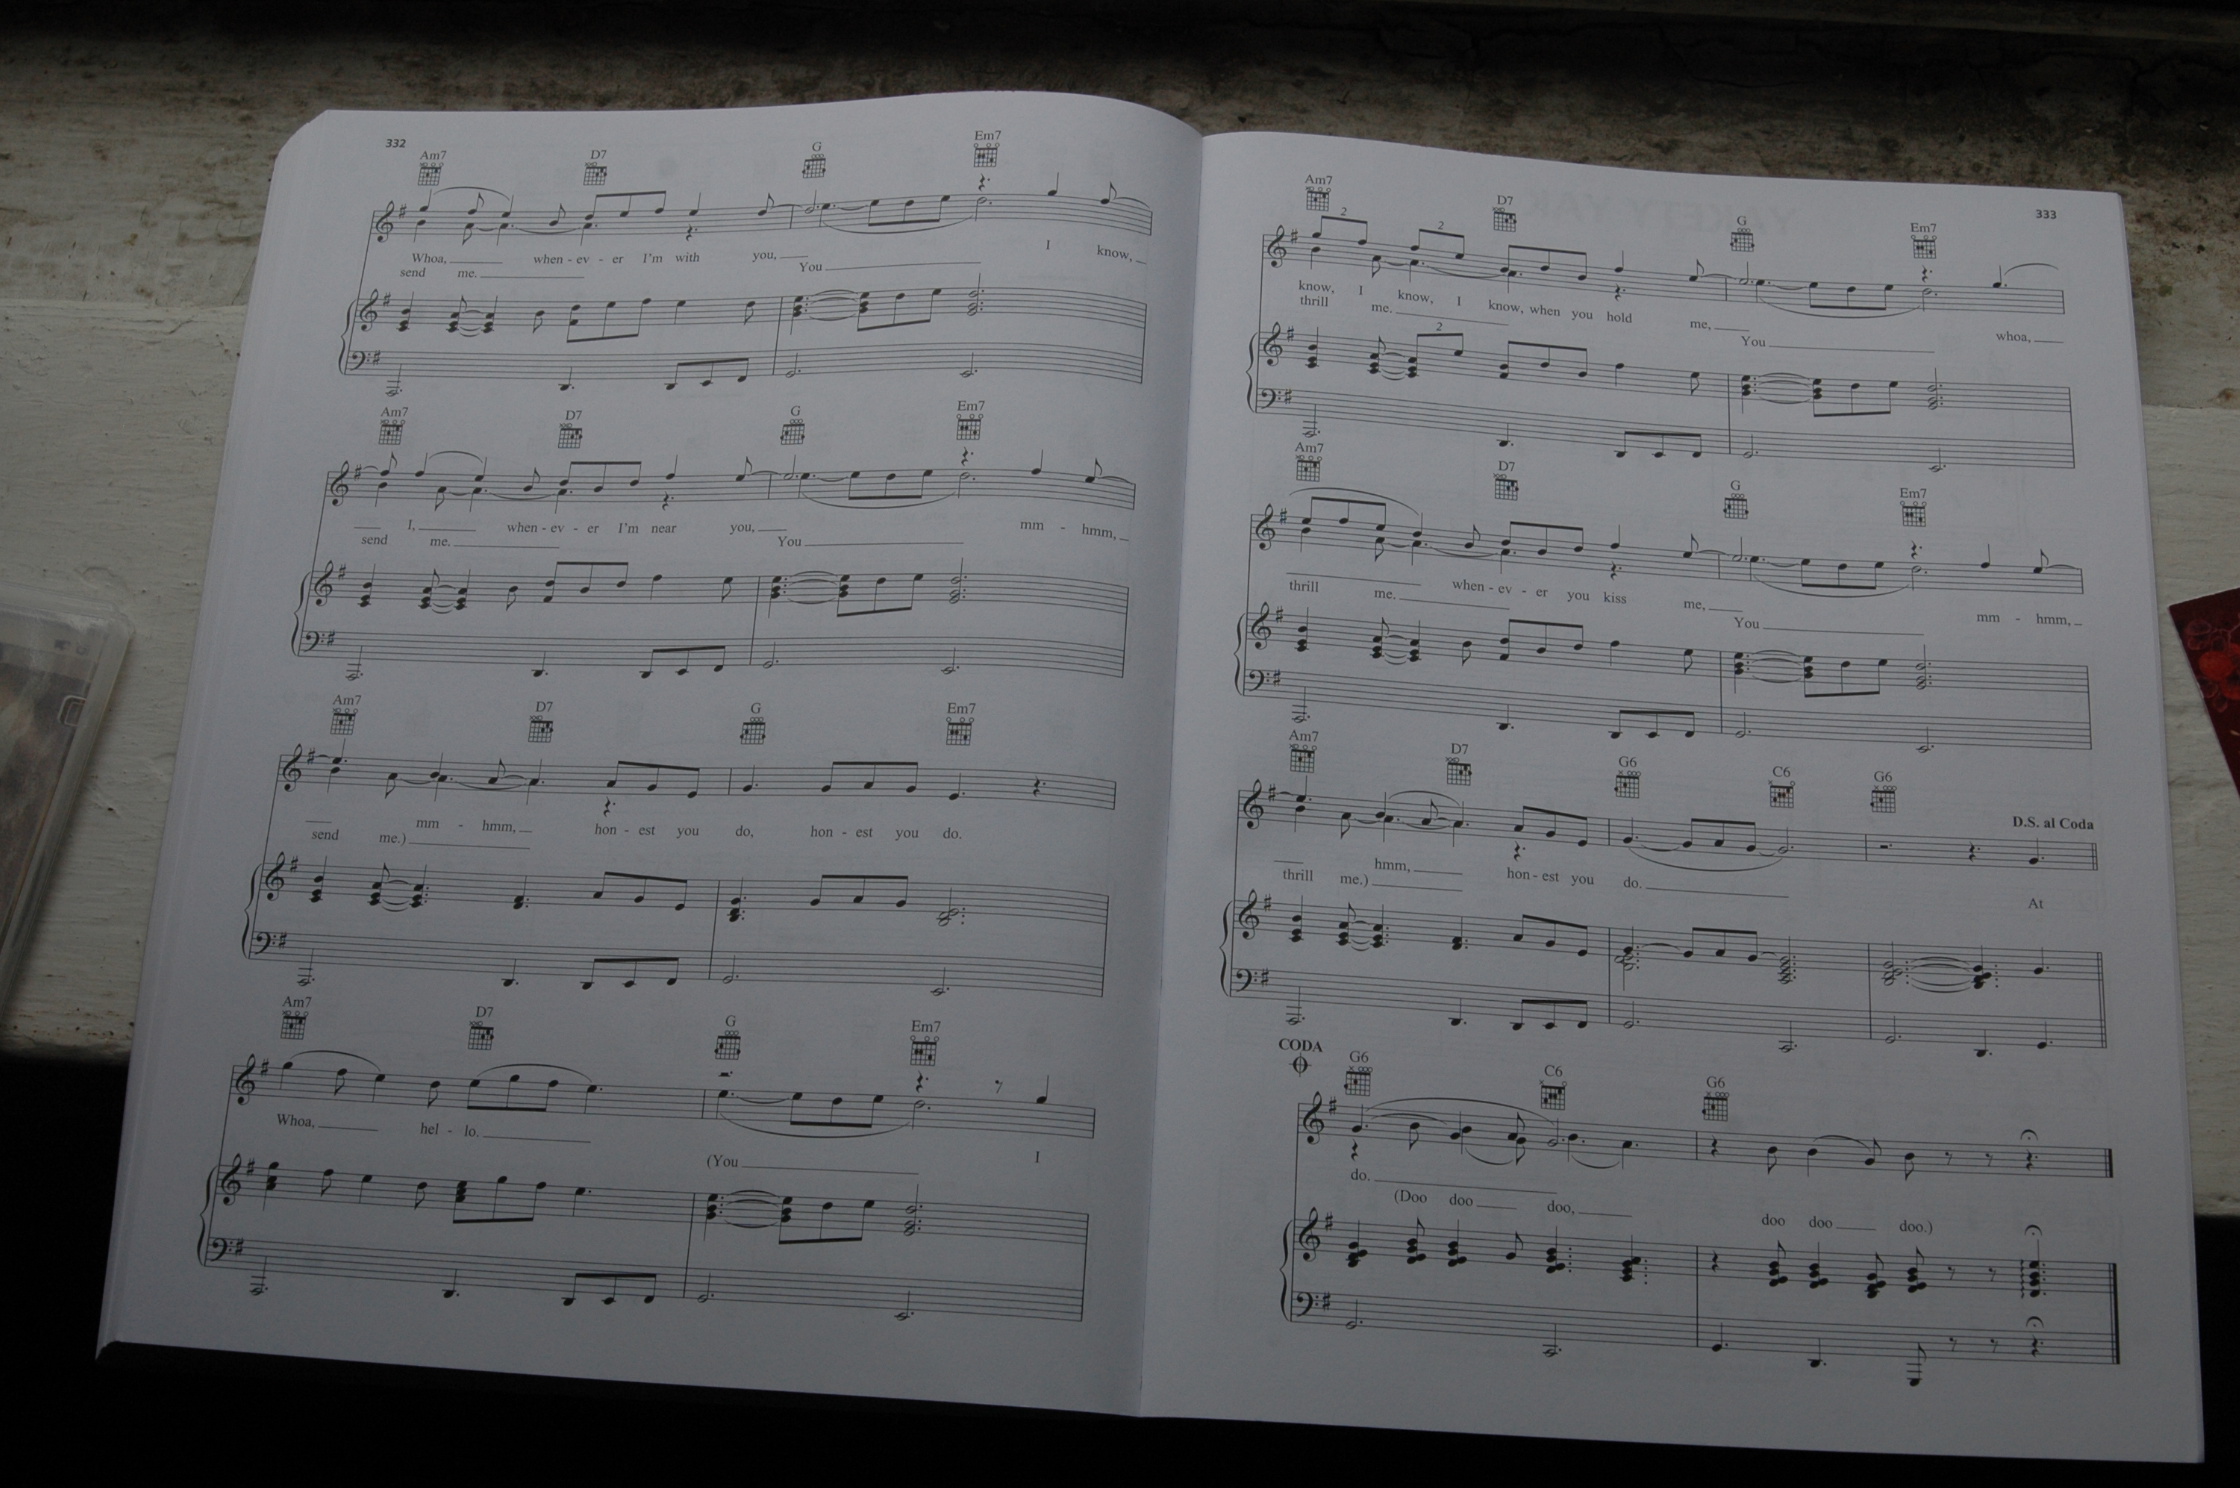 332
Am7 D7 G Em7
Whoa, when - ev - er I'm with you, I know,
send me. You
Am7 D7 G Em7
I, when - ev - er I'm near you, mm - hmm,
send me. You
Am7 D7 G Em7
mm - hmm, hon - est you do, hon - est you do.
send me.)
Am7 D7 G Em7
Whoa, hel - lo. I
(You
333
Am7 D7 G Em7
2 2
know, I know, I know, when you hold me, whoa,
thrill me. You
2
Am7 D7 G Em7
when - ev - er you kiss me, mm - hmm,
thrill me. You
Am7 D7 G6 C6 G6
D.S. al Coda
hmm, hon - est you do. At
thrill me.)
CODA
G6 C6 G6
do.
(Doo doo doo, doo doo doo.)